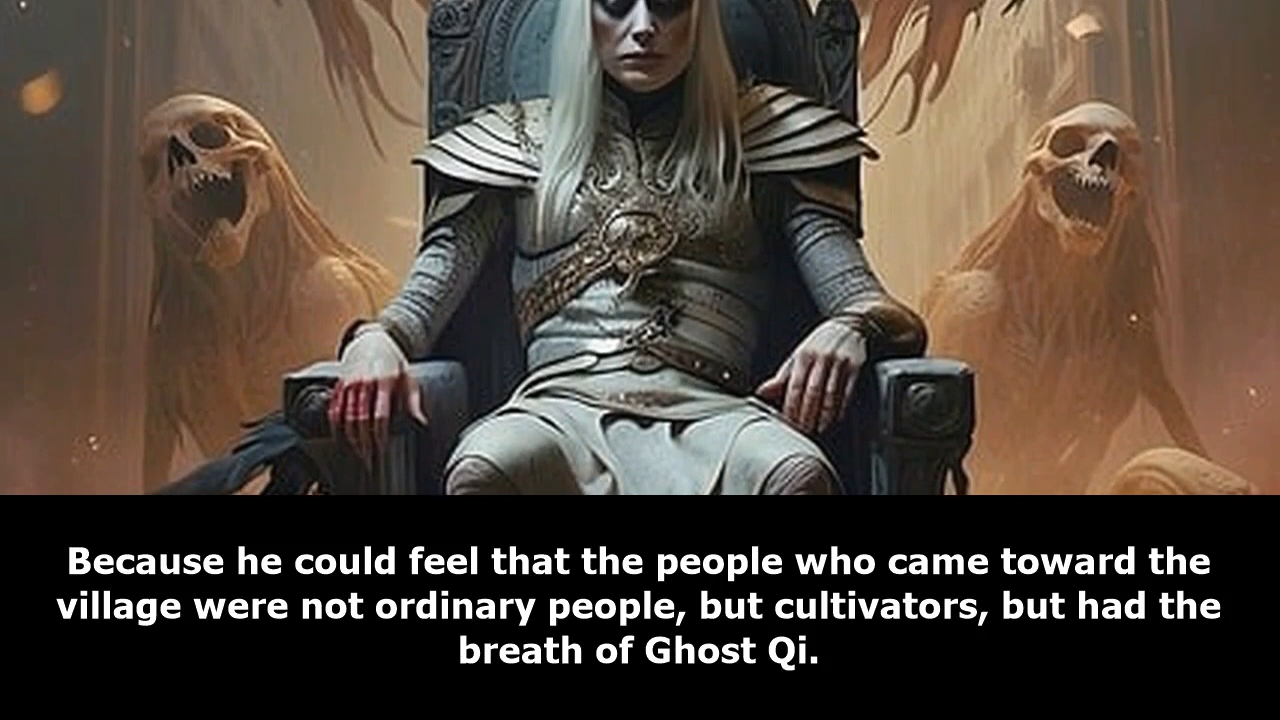 Because he could feel that the people who came toward the
village were not ordinary people, but cultivators, but had the
breath of Ghost Qi.